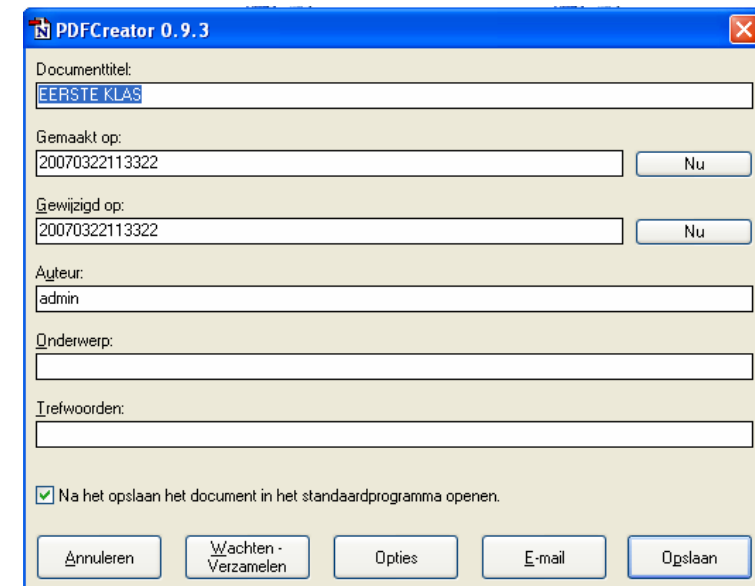 PDFCreator 0.9.3
Documenttitel:
EERSTE KLAS
Gemaakt op:
20070322113322
Nu
Gewijzigd op:
20070322113322
Nu
Auteur:
admin
Onderwerp:
Trefwoorden:
Na het opslaan het document in het standaardprogramma openen.
Annuleren
Wachten -
Verzamelen
Opties
E-mail
Opslaan